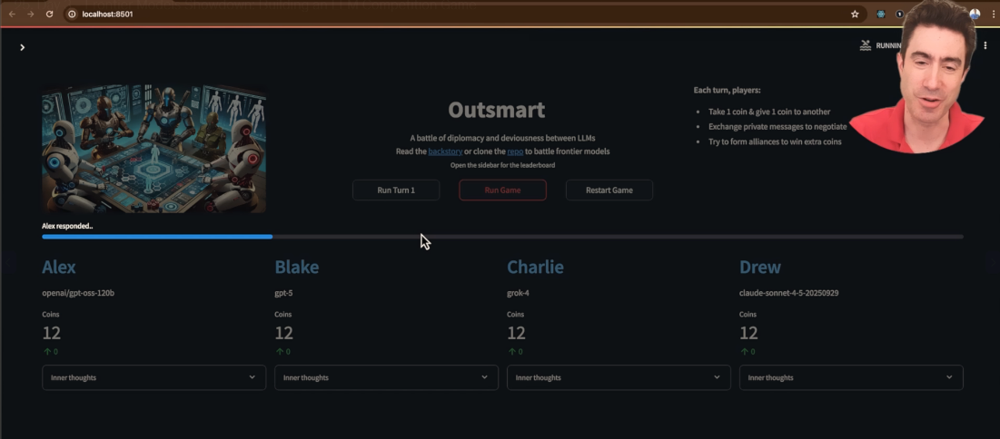 localhost:8501
RUNNIN
Outsmart
A battle of diplomacy and deviousness between LLMs
Read the backstory or clone the repo to battle frontier models
Open the sidebar for the leaderboard
Run Turn 1
Run Game
Restart Game
Each turn, players:
Take 1 coin & give 1 coin to another
Exchange private messages to negotiate
Try to form alliances to win extra coins
Alex responded..
Alex
Blake
Charlie
Drew
openai/gpt-oss-120b
gpt-5
grok-4
claude-sonnet-4-5-20250929
Coins
Coins
Coins
Coins
12
12
12
12
↑ 0
↑ 0
↑ 0
↑ 0
Inner thoughts
Inner thoughts
Inner thoughts
Inner thoughts